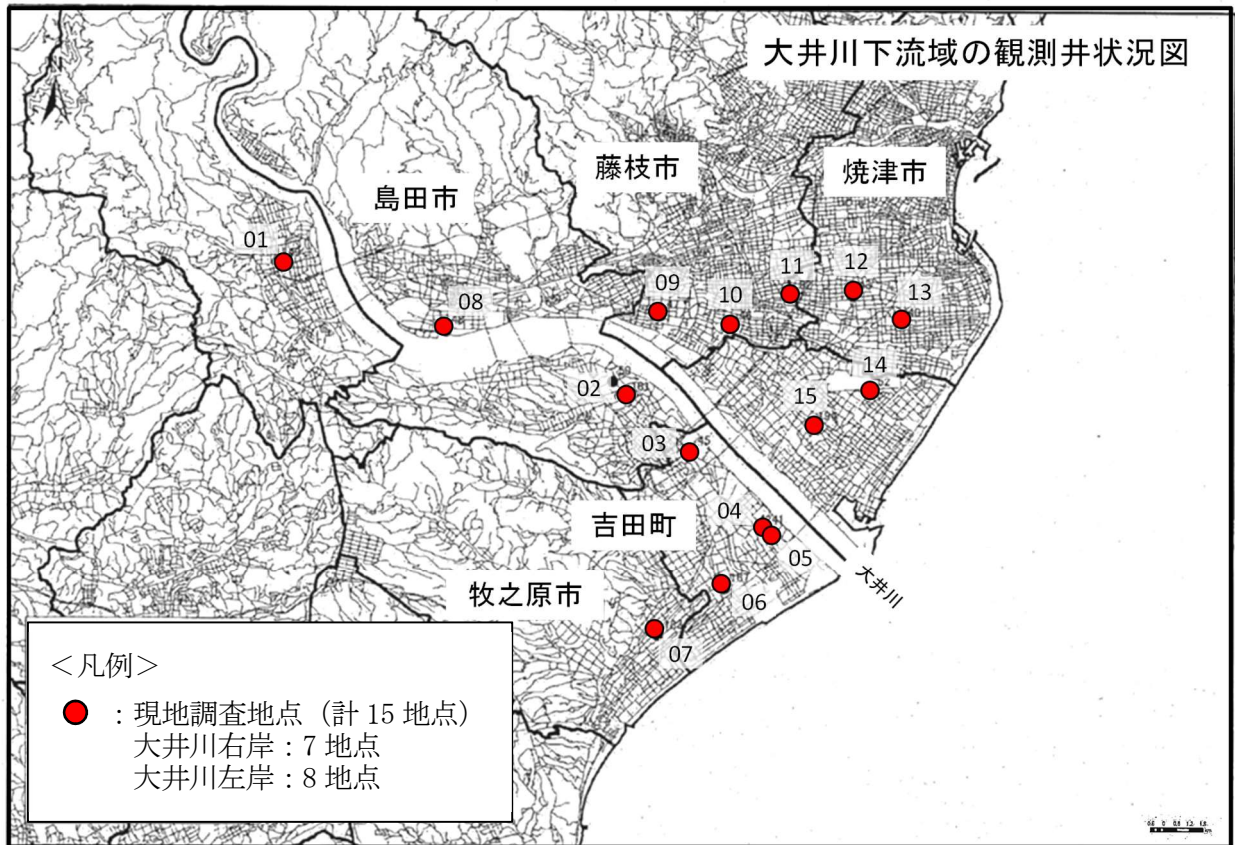 大井川下流域の観測井状況図
藤枝市
焼津市
島田市
01
08
09
10
11
12
13
14
15
02
03
04
05
吉田町
06
牧之原市
07
大井川
<凡例>
：現地調査地点（計 15 地点）
大井川右岸：7 地点
大井川左岸：8 地点